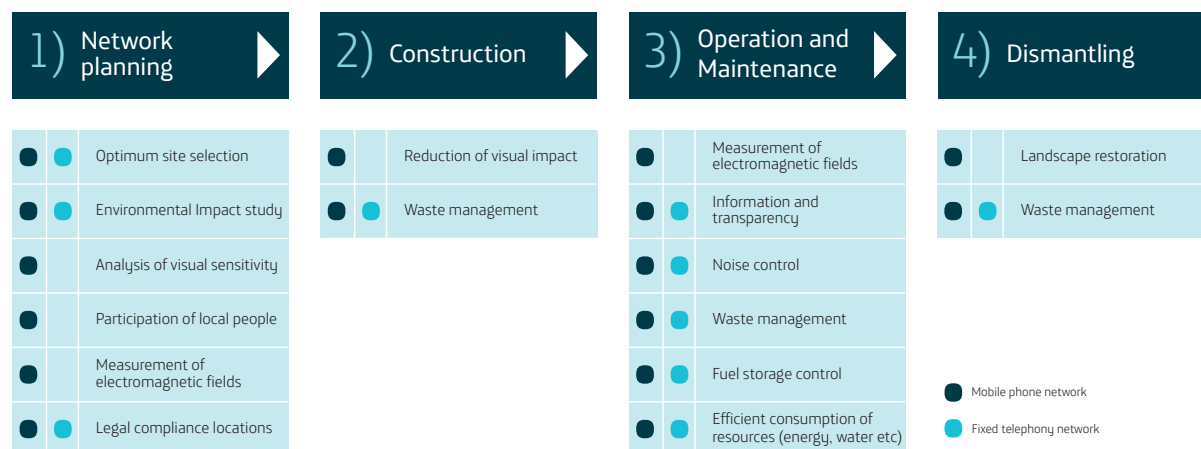 1) Network
planning
2) Construction
3) Operation and
Maintenance
4) Dismantling
Optimum site selection
Environmental Impact study
Analysis of visual sensitivity
Participation of local people
Measurement of
electromagnetic fields
Legal compliance locations
Reduction of visual impact
Waste management
Measurement of
electromagnetic fields
Information and
transparency
Noise control
Waste management
Fuel storage control
Efficient consumption of
resources (energy, water etc)
Landscape restoration
Waste management
Mobile phone network
Fixed telephony network